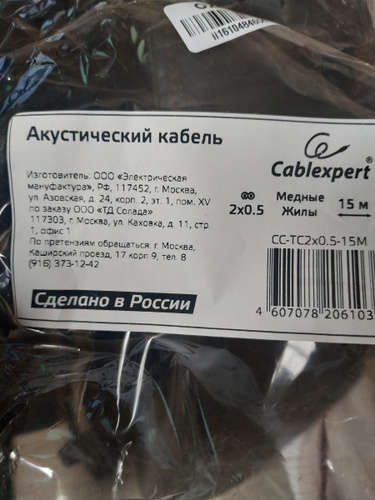 Акустический кабель
Cablexpert
Изготовитель: ООО «Электрическая
мануфактура», РФ, 117452, г. Москва,
ул. Азовская, д. 24, корп. 2, эт. 1, пом. XV
по заказу ООО «ТД Солада»
117303, г. Москва, ул. Каховка, д. 11, стр.
1, офис 1
По претензиям обращаться: г. Москва,
Каширский проезд, 17 корп 9, тел. 8
(916) 373-12-42
2x0.5
Медные
Жилы
15 м
CC-TC2x0.5-15M
Сделано в России
4 607078 206103